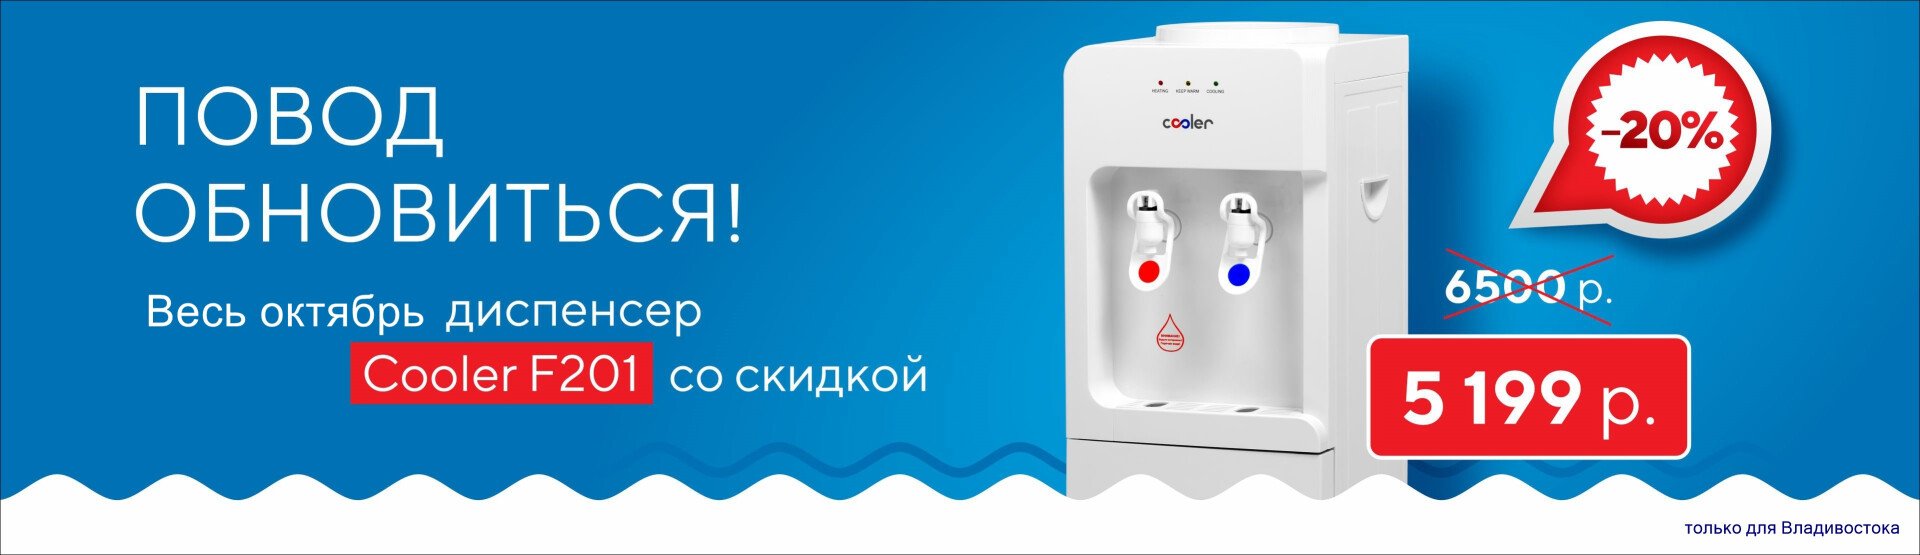 ПОВОД
ОБНОВИТЬСЯ!
Весь октябрь диспенсер
Cooler F201 со скидкой
HEATING KEEP WARM COOLING
cooler
-20%
6500 р.
5 199 р.
только для Владивостока